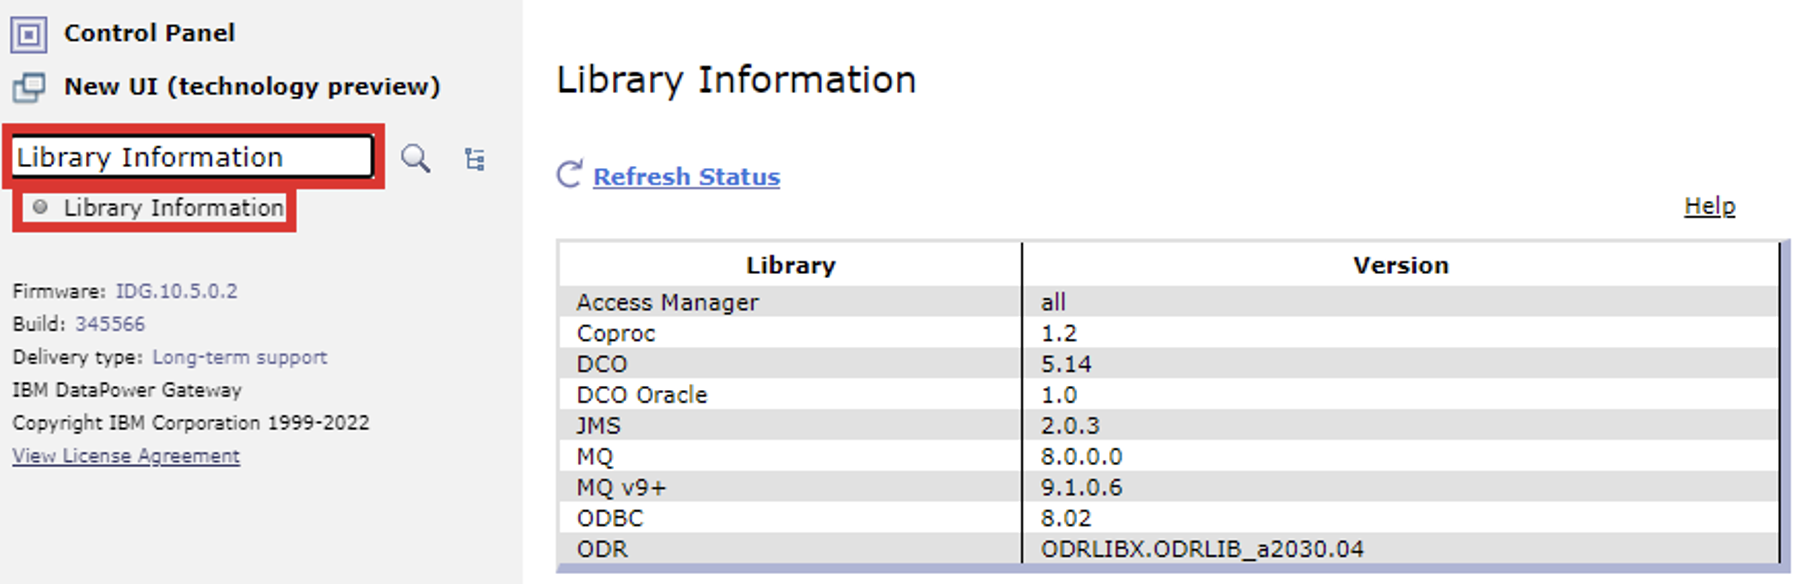 Control Panel
New UI (technology preview)
Library Information
Library Information
Firmware: IDG.10.5.0.2
Build: 345566
Delivery type: Long-term support
IBM DataPower Gateway
Copyright IBM Corporation 1999-2022
View License Agreement
Library Information
Refresh Status
Help
Library Version
Access Manager all
Coproc 1.2
DCO 5.14
DCO Oracle 1.0
JMS 2.0.3
MQ 8.0.0.0
MQ v9+ 9.1.0.6
ODBC 8.02
ODR ODRLIBX.ODRLIB_a2030.04